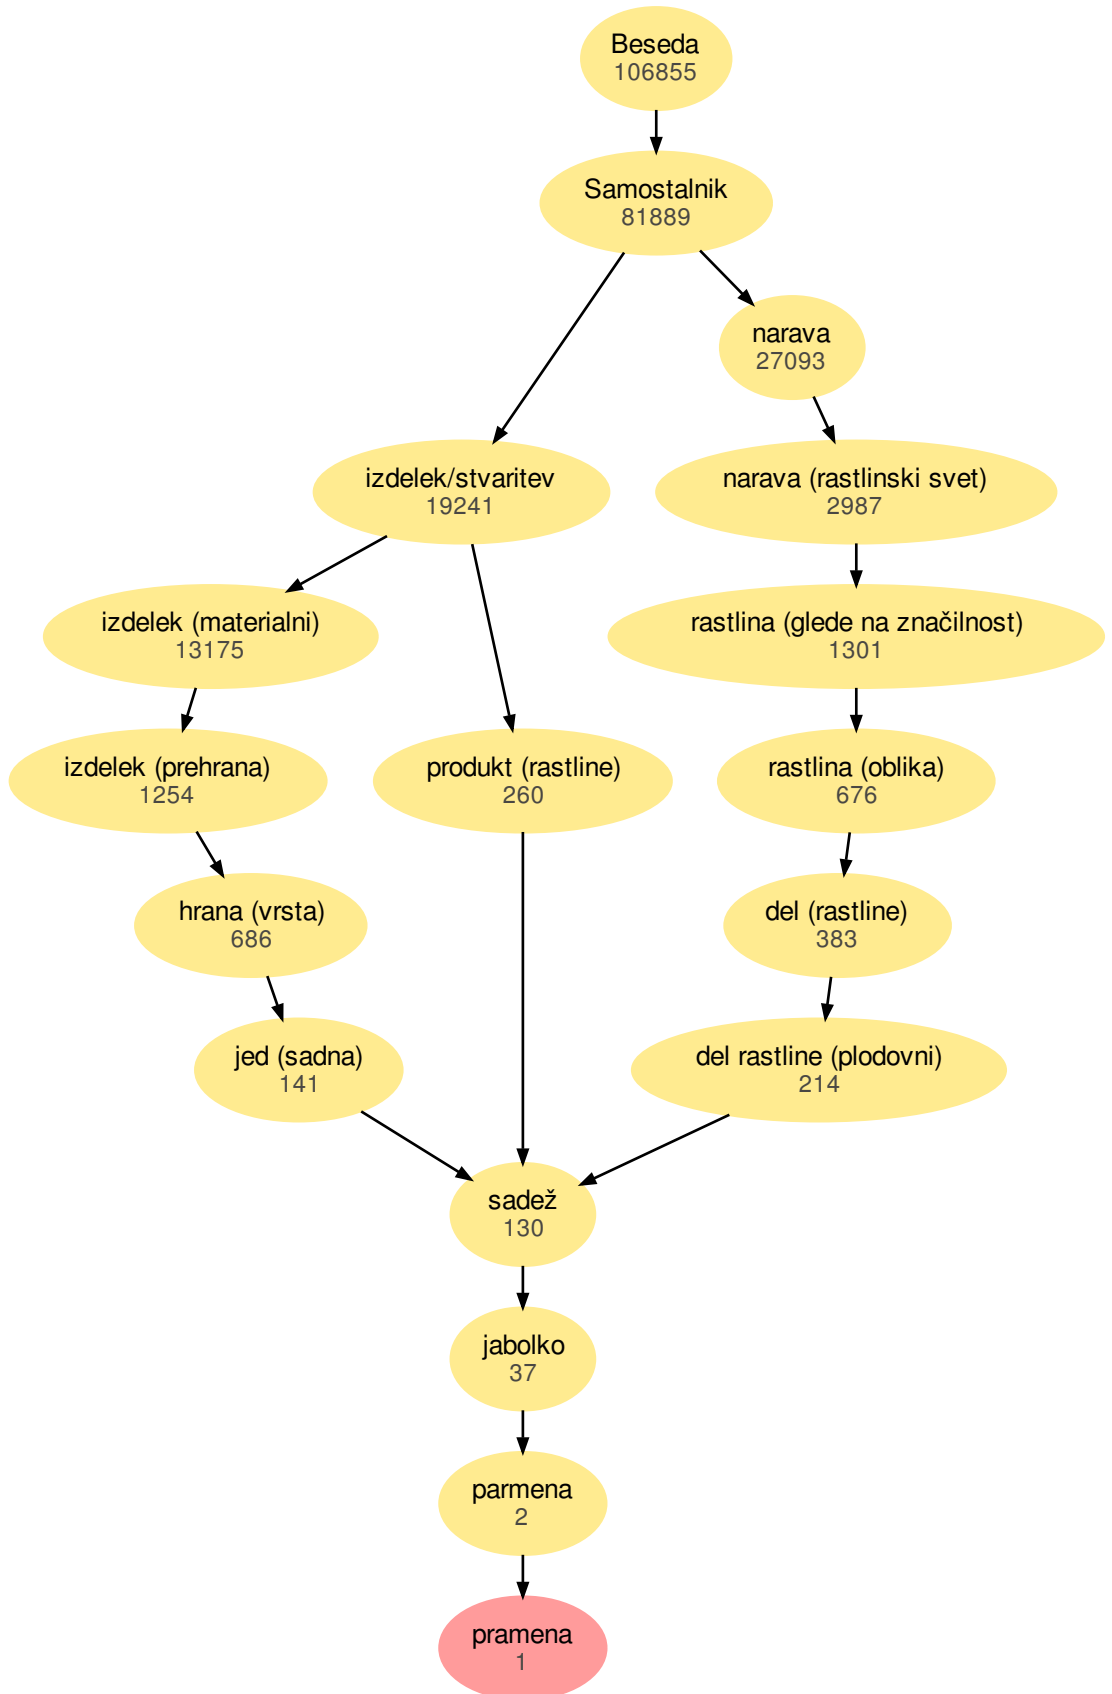 Beseda
106855
Samostalnik
81889
narava
27093
izdelek/stvaritev
19241
narava (rastlinski svet)
2987
izdelek (materialni)
13175
rastlina (glede na značilnost)
1301
izdelek (prehrana)
1254
produkt (rastline)
260
rastlina (oblika)
676
hrana (vrsta)
686
del (rastline)
383
jed (sadna)
141
del rastline (plodovni)
214
sadež
130
jabolko
37
parmena
2
pramena
1